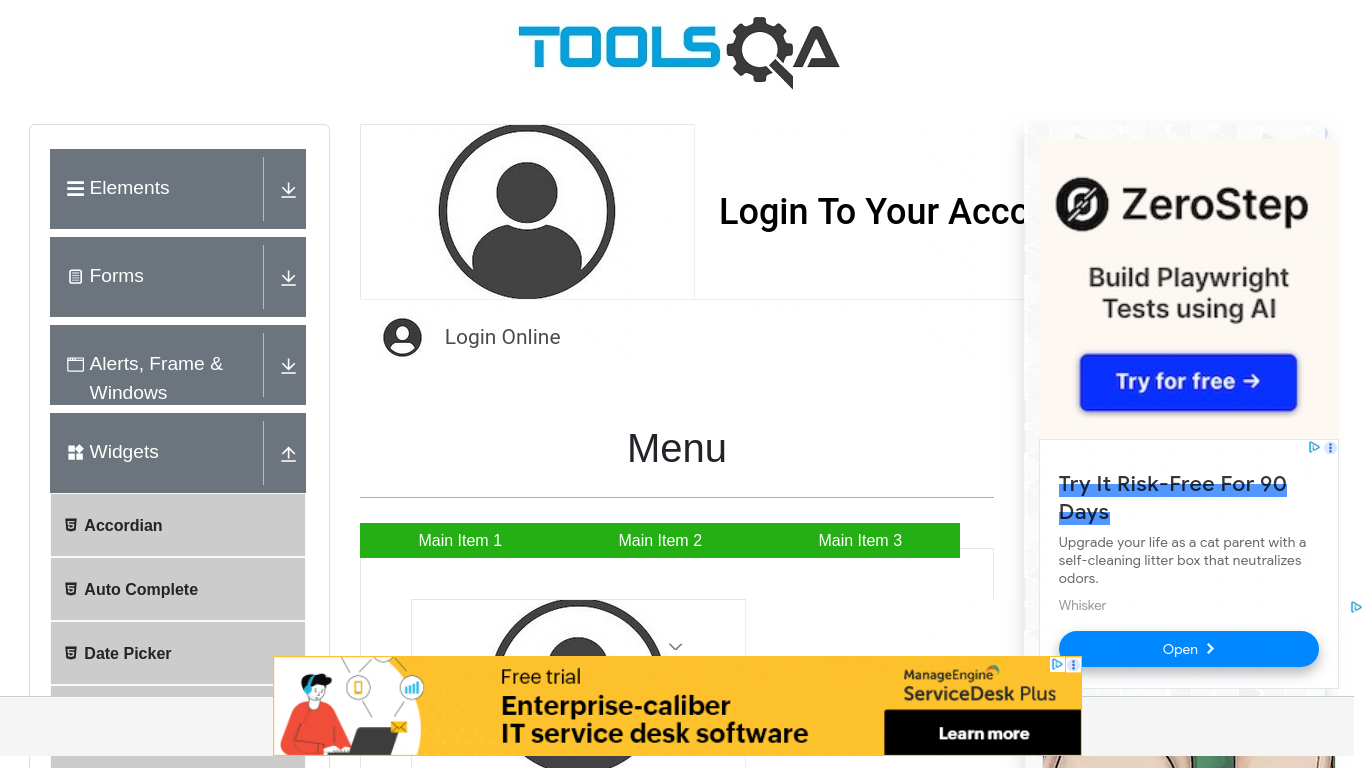 TOOLSQA
Elements
Forms
Alerts, Frame &
Windows
Widgets
Accordian
Auto Complete
Date Picker
Login To Your Acco
Login Online
Menu
Main Item 1
Main Item 2
Main Item 3
ZeroStep
Build Playwright
Tests using AI
Try for free →
Try It Risk-Free For 90
Days
Upgrade your life as a cat parent with a
self-cleaning litter box that neutralizes
odors.
Whisker
Open
Free trial
Enterprise-caliber
IT service desk software
ManageEngine
ServiceDesk Plus
Learn more